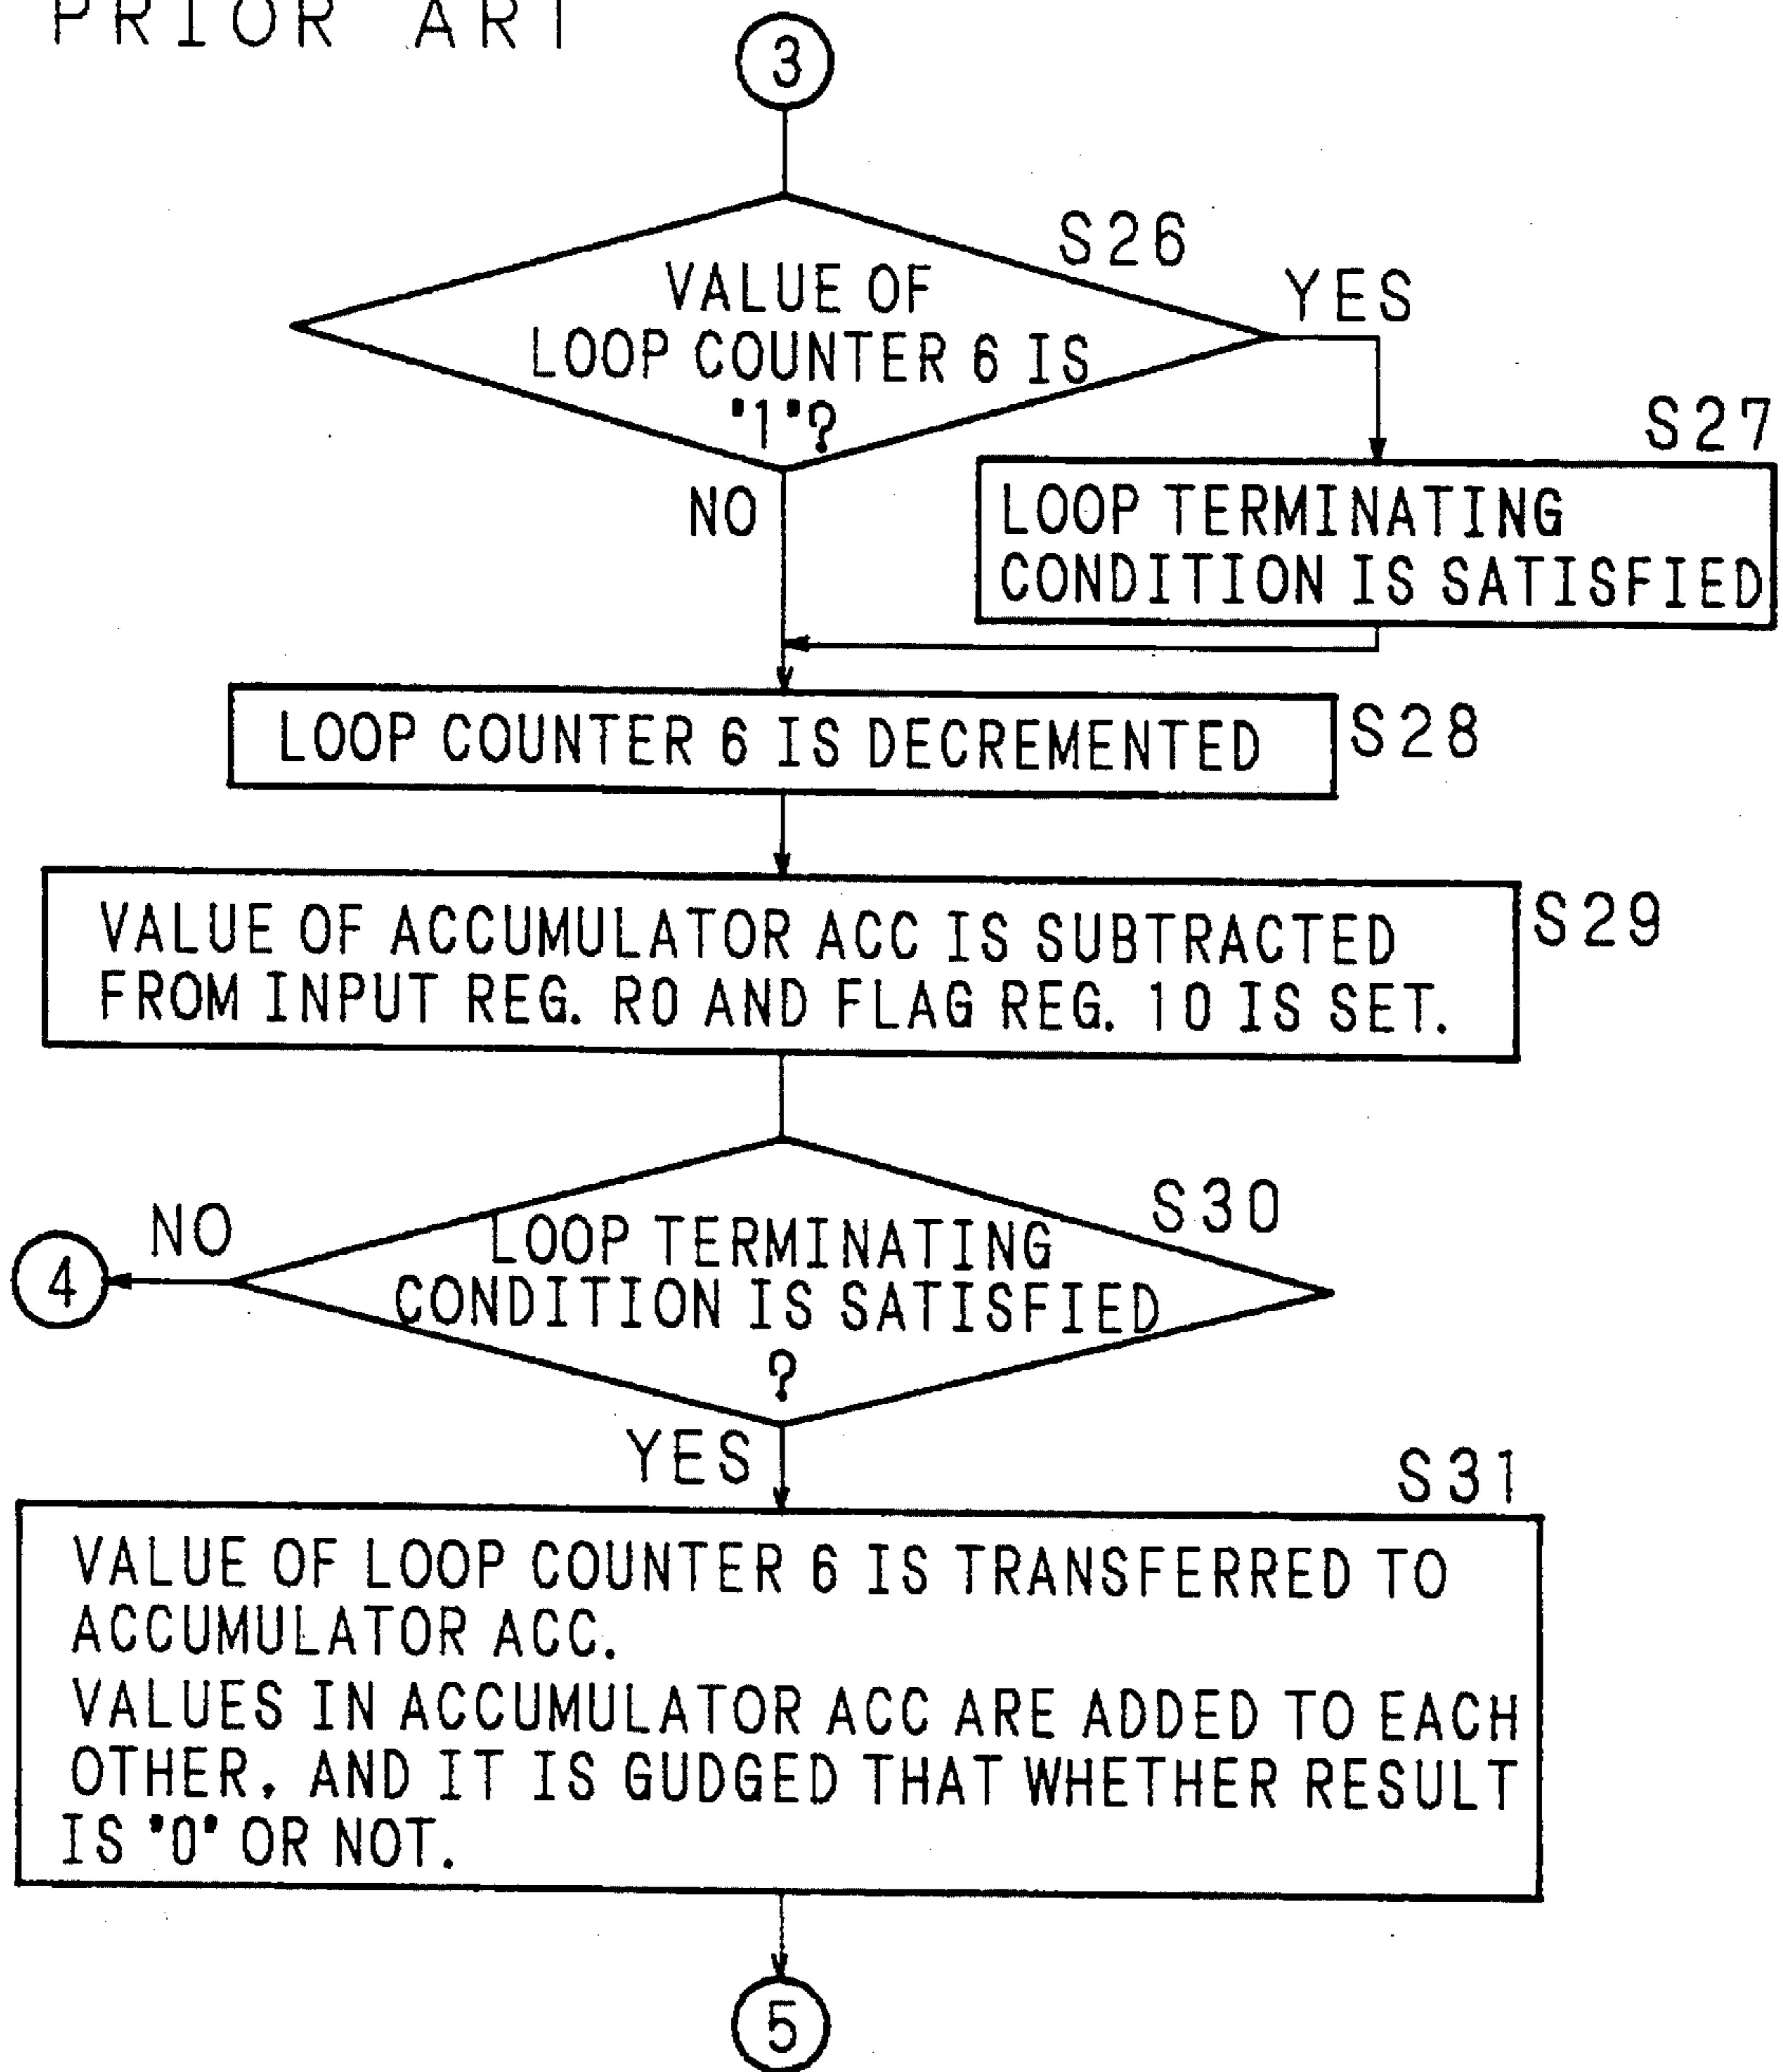 PRIOR ART
3
S26
VALUE OF
LOOP COUNTER 6 IS
"1"?
YES
NO
S27
LOOP TERMINATING
CONDITION IS SATISFIED
LOOP COUNTER 6 IS DECREMENTED
S28
VALUE OF ACCUMULATOR ACC IS SUBTRACTED
FROM INPUT REG. R0 AND FLAG REG. 10 IS SET.
S29
S30
LOOP TERMINATING
CONDITION IS SATISFIED
?
NO
4
YES
S31
VALUE OF LOOP COUNTER 6 IS TRANSFERRED TO
ACCUMULATOR ACC.
VALUES IN ACCUMULATOR ACC ARE ADDED TO EACH
OTHER, AND IT IS GUDGED THAT WHETHER RESULT
IS "0" OR NOT.
5